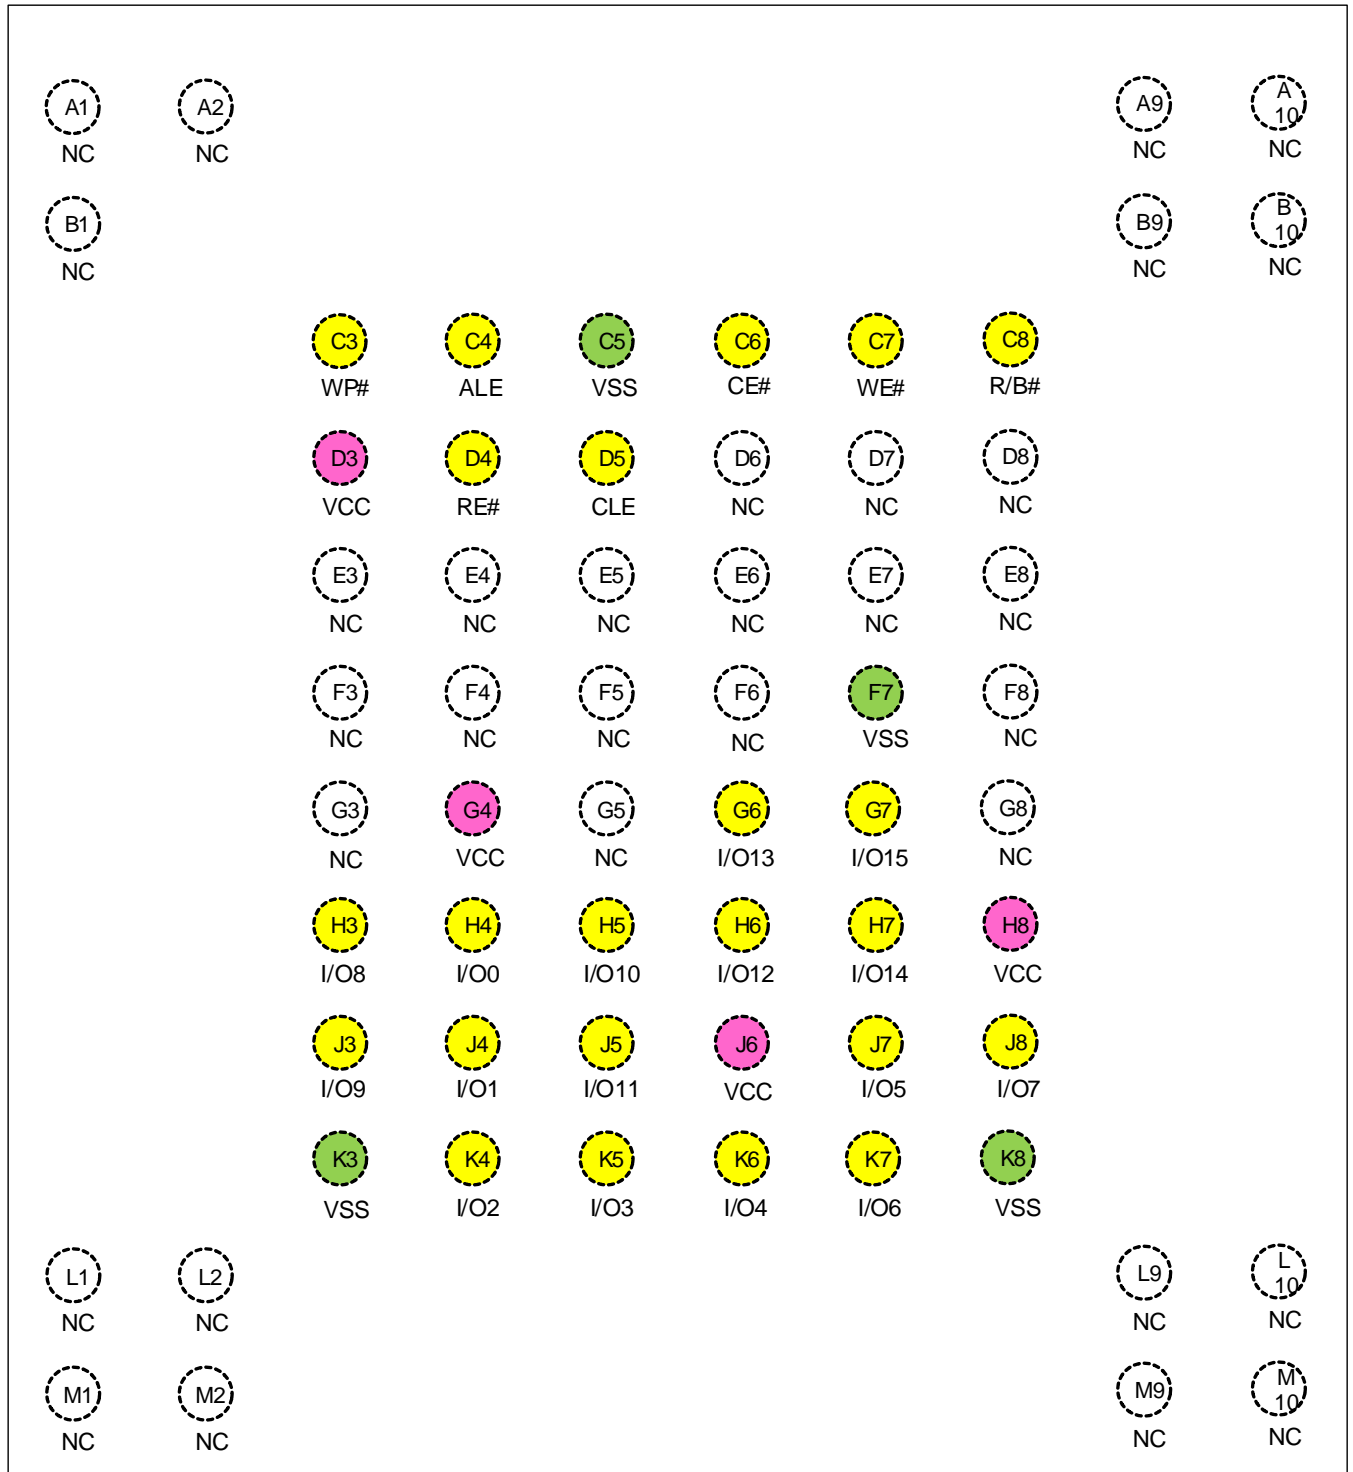 A1 A2 A9 A 10
NC NC NC NC
B1 B9 B 10
NC NC NC
C3 C4 C5 C6 C7 C8
WP# ALE VSS CE# WE# R/B#
D3 D4 D5 D6 D7 D8
VCC RE# CLE NC NC NC
E3 E4 E5 E6 E7 E8
NC NC NC NC NC NC
F3 F4 F5 F6 F7 F8
NC NC NC NC VSS NC
G3 G4 G5 G6 G7 G8
NC VCC NC I/O13 I/O15 NC
H3 H4 H5 H6 H7 H8
I/O8 I/O0 I/O10 I/O12 I/O14 VCC
J3 J4 J5 J6 J7 J8
I/O9 I/O1 I/O11 VCC I/O5 I/O7
K3 K4 K5 K6 K7 K8
VSS I/O2 I/O3 I/O4 I/O6 VSS
L1 L2 L9 L 10
NC NC NC NC
M1 M2 M9 M 10
NC NC NC NC